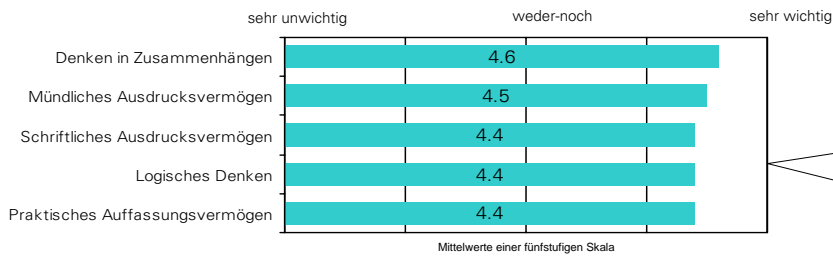 sehr unwichtig weder-noch sehr wichtig
Denken in Zusammenhängen 4.6
Mündliches Ausdrucksvermögen 4.5
Schriftliches Ausdrucksvermögen 4.4
Logisches Denken 4.4
Praktisches Auffassungsvermögen 4.4
Mittelwerte einer fünfstufigen Skala